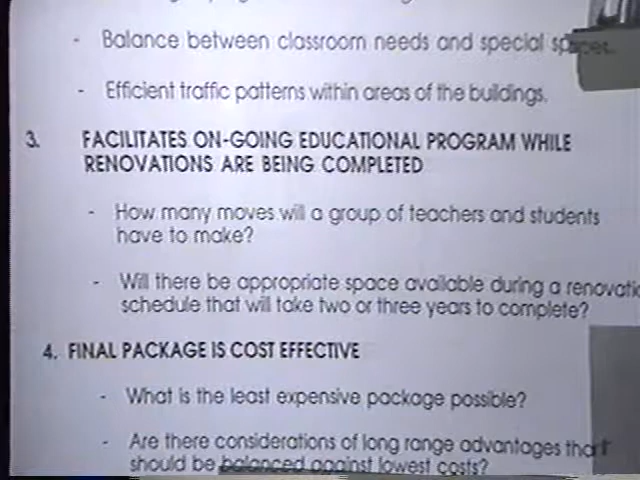 - Balance between classroom needs and special spaces.
- Efficient traffic patterns within areas of the buildings.
3. FACILITATES ON-GOING EDUCATIONAL PROGRAM WHILE
RENOVATIONS ARE BEING COMPLETED
- How many moves will a group of teachers and students
have to make?
- Will there be appropriate space available during a renovatio
schedule that will take two or three years to complete?
4. FINAL PACKAGE IS COST EFFECTIVE
- What is the least expensive package possible?
- Are there considerations of long range advantages that
should be balanced against lowest costs?